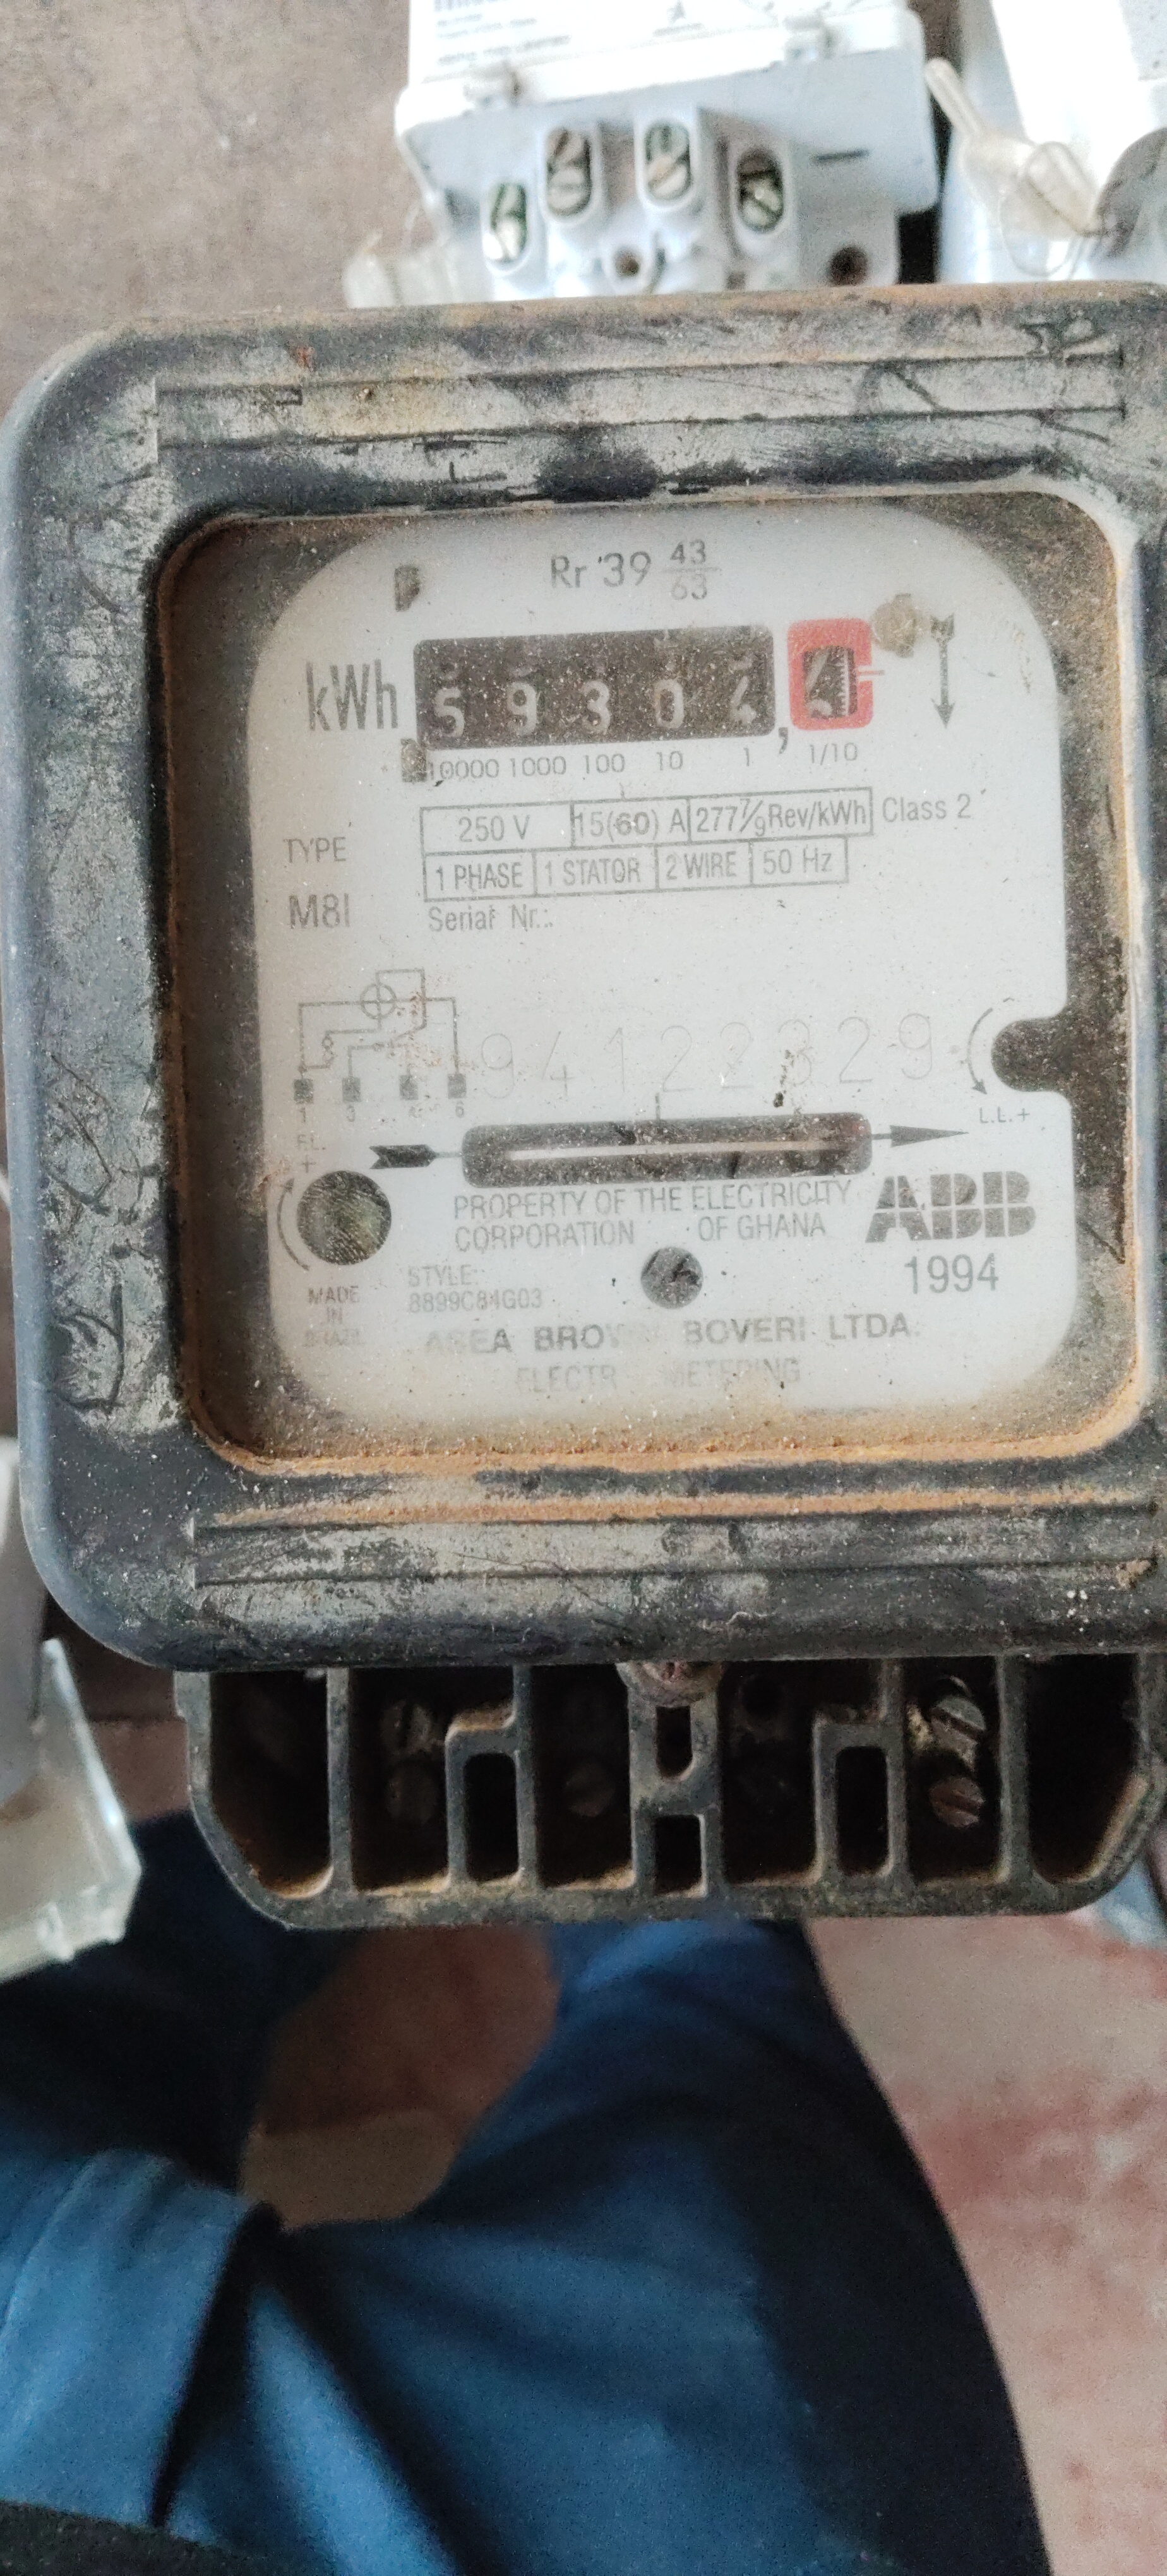 Rr 39 43/63
kWh 5 9 3 0 4 ,
10000 1000 100 10 1 1/10
250 V 15(60) A 277 7/9 Rev/kWh Class 2
TYPE
1 PHASE 1 STATOR 2 WIRE 50 Hz
M8I
Serial Nr.:
94122329
1 3 4 6
L.L.+
F.L.
+
PROPERTY OF THE ELECTRICITY
CORPORATION OF GHANA
ABB
1994
STYLE:
8899C84G03
MADE
IN
BRAZIL
ASEA BROWN BOVERI LTDA.
METERING